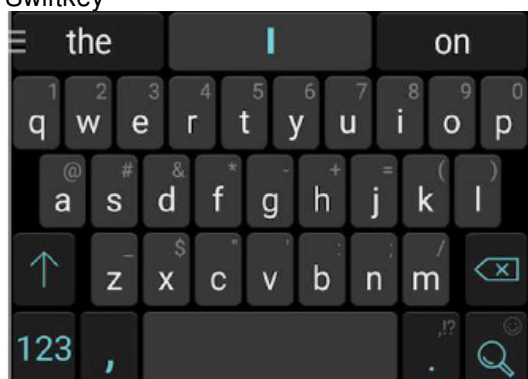 Swiftkey
the I on
1 2 3 4 5 6 7 8 9 0
q w e r t y u i o p
@ # & * - + = ( )
a s d f g h j k l
_ $ " ' : ; /
z x c v b n m
,!?
123 , .